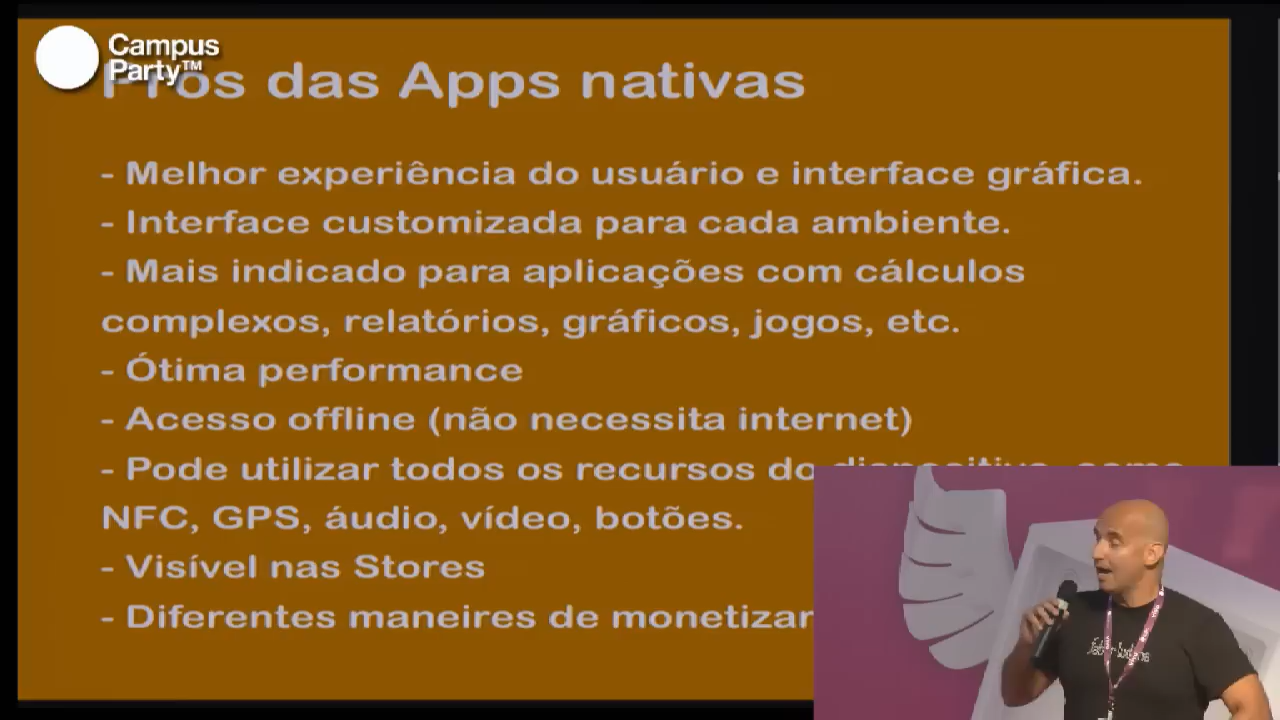 Campus
Party™
Prós das Apps nativas
- Melhor experiência do usuário e interface gráfica.
- Interface customizada para cada ambiente.
- Mais indicado para aplicações com cálculos
complexos, relatórios, gráficos, jogos, etc.
- Ótima performance
- Acesso offline (não necessita internet)
- Pode utilizar todos os recursos do dispositivo, como
NFC, GPS, áudio, vídeo, botões.
- Visível nas Stores
- Diferentes maneires de monetizar